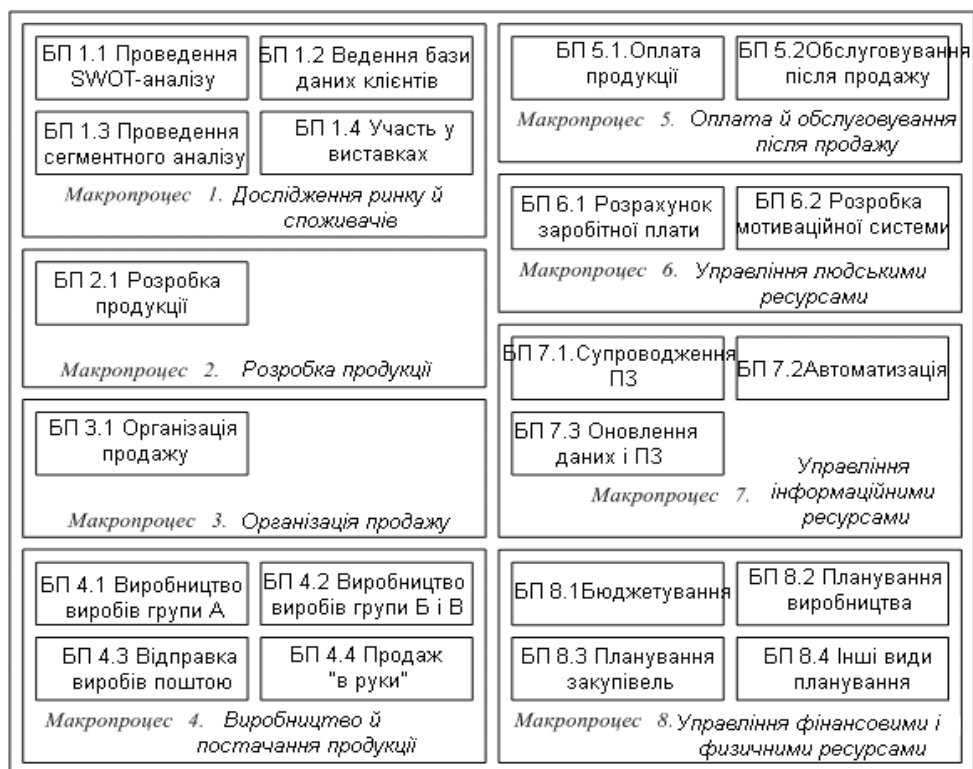 БП 1.1 Проведення
SWOT-аналізу
БП 1.2 Ведення бази
даних клієнтів
БП 1.3 Проведення
сегментного аналізу
БП 1.4 Участь у
виставках
Макропроцес 1. Дослідження ринку й
споживачів
БП 2.1 Розробка
продукції
Макропроцес 2. Розробка продукції
БП 3.1 Організація
продажу
Макропроцес 3. Організація продажу
БП 4.1 Виробництво
виробів групи А
БП 4.2 Виробництво
виробів групи Б і В
БП 4.3 Відправка
виробів поштою
БП 4.4 Продаж
"в руки"
Макропроцес 4. Виробництво й
постачання продукції
БП 5.1.Оплата
продукції
БП 5.2Обслуговування
після продажу
Макропроцес 5. Оплата й обслуговування
після продажу
БП 6.1 Розрахунок
заробітної плати
БП 6.2 Розробка
мотиваційної системи
Макропроцес 6. Управління людськими
ресурсами
БП 7.1.Супроводження
ПЗ
БП 7.2Автоматизація
БП 7.3 Оновлення
даних і ПЗ
Управління
Макропроцес 7. інформаційними
ресурсами
БП 8.1Бюджетування
БП 8.2 Планування
виробництва
БП 8.3 Планування
закупівель
БП 8.4 Інші види
планування
Макропроцес 8. Управління фінансовими і
физичними ресурсами